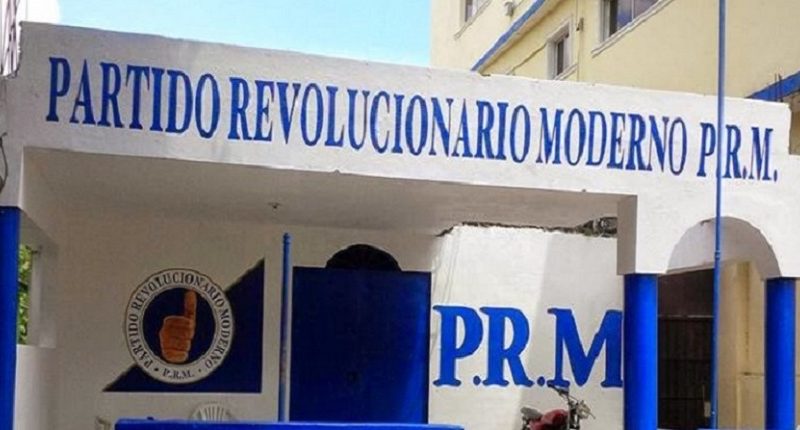 PARTIDO REVOLUCIONARIO MODERNO P.R.M.
PARTIDO REVOLUCIONARIO MODERNO
· P.R.M. ·
P.R.M